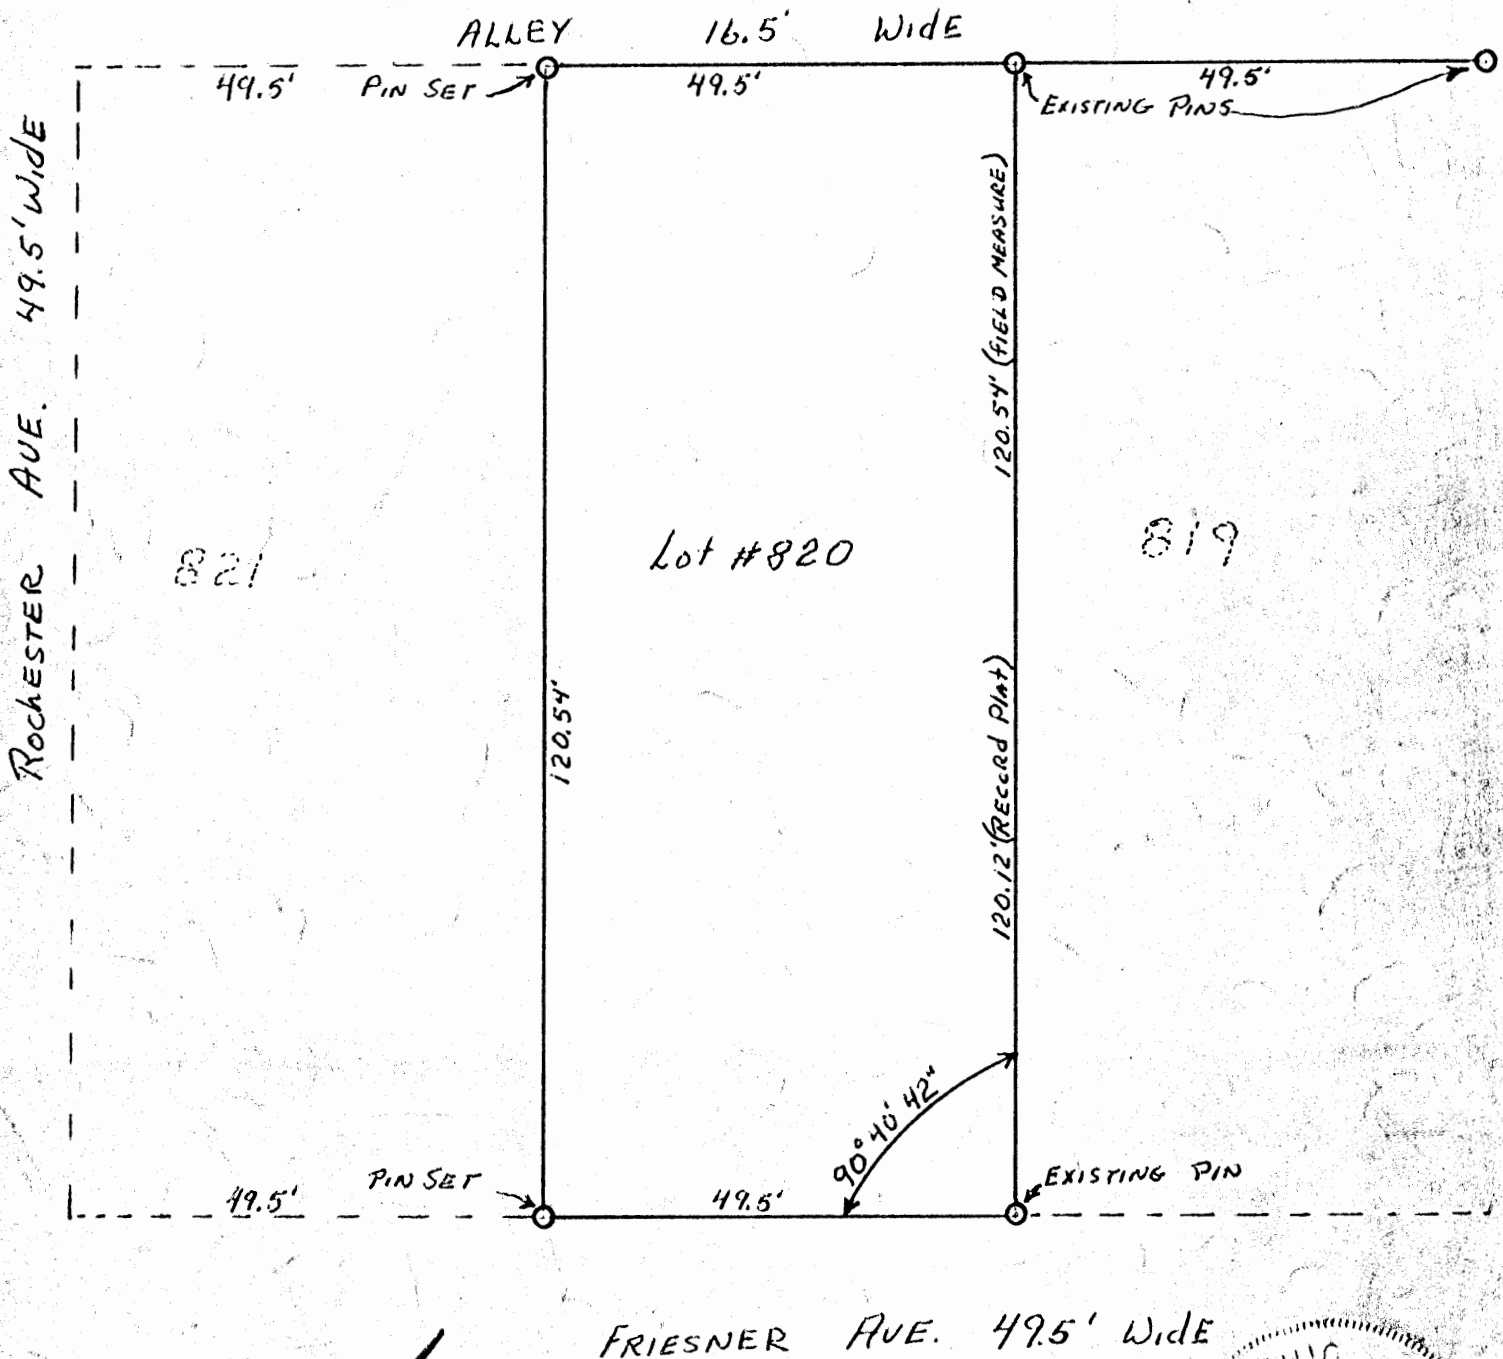 ALLEY 16.5' WIDE
49.5' PIN SET 49.5' 49.5'
EXISTING PINS
ROCHESTER AVE. 49.5' WIDE
120.54' (FIELD MEASURE)
821
Lot #820
819
120.54'
120.12' (RECORD PLAT)
90° 40' 42"
PIN SET
EXISTING PIN
49.5' 49.5'
FRIESNER AVE. 49.5' WIDE